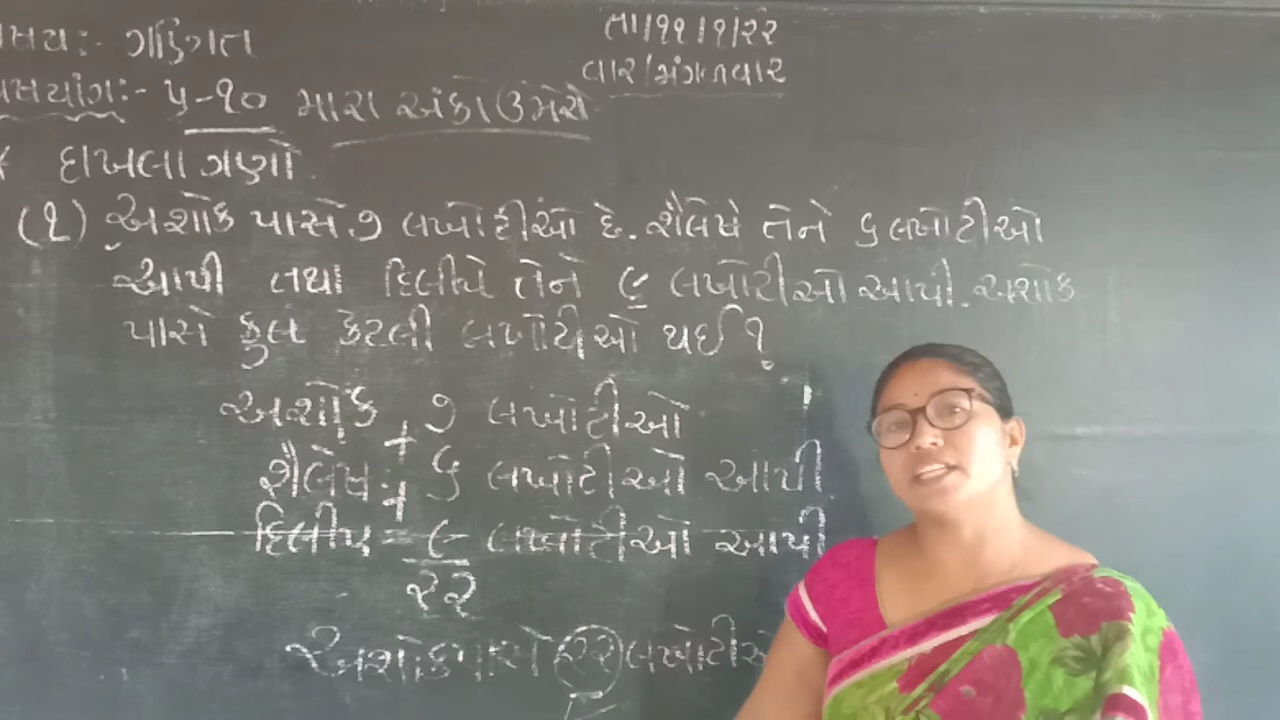 વિષય:- ગણિત
તા/૧૧/૧/૨૨
વાર/મંગળવાર
વિષયાંગ:- પ્ર-૧૦ મારા અંકો ઉમેરો
* દાખલા ગણો.
(૧) અશોક પાસે ૭ લખોટીઓ છે. શૈલેષે તેને ૬ લખોટીઓ
આપી તથા દિલીપે તેને ૯ લખોટીઓ આપી. અશોક
પાસે કુલ કેટલી લખોટીઓ થઈ ?
અશોક + ૭ લખોટીઓ
શૈલેષ + ૬ લખોટીઓ આપી
દિલીપ = ૯ લખોટીઓ આપી
૨૨
અશોક પાસે ૨૨ લખોટીઓ